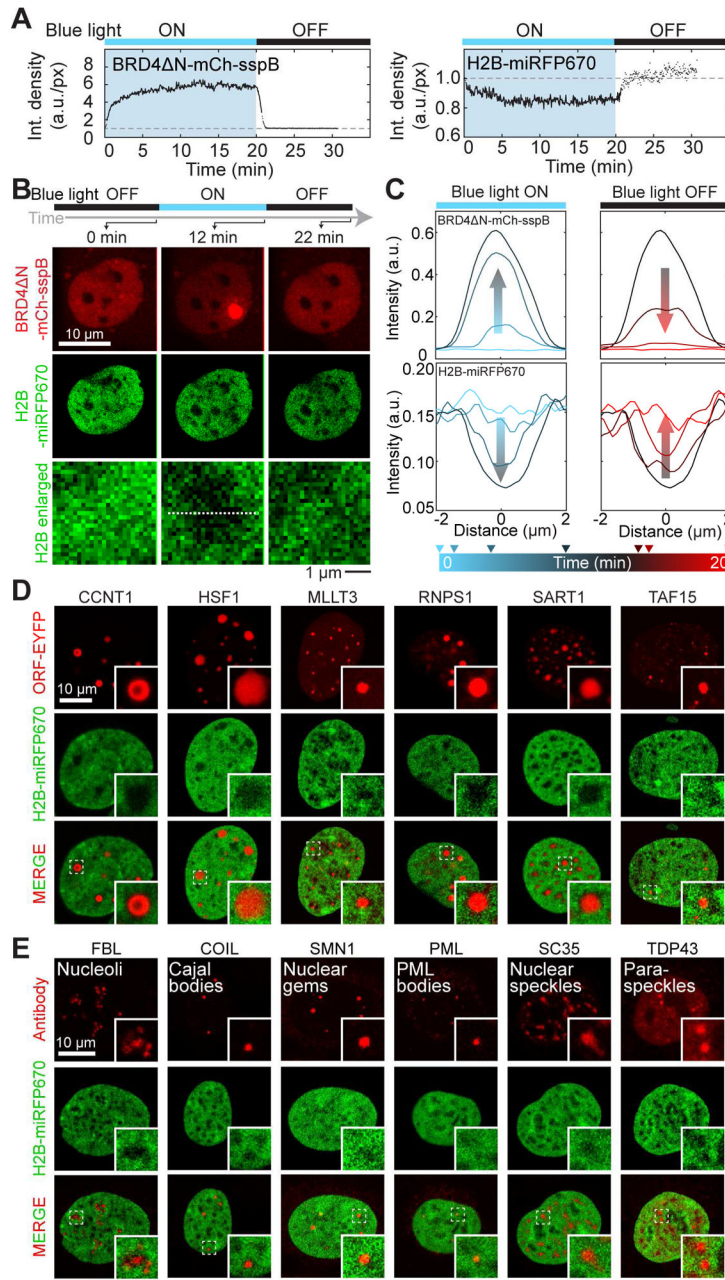 A
Blue light ON OFF
BRD4ΔN-mCh-sspB
Int. density
(a.u./px)
8
6
4
2
0
0 5 10 15 20 25 30
Time (min)
ON OFF
H2B-miRFP670
Int. density
(a.u./px)
1.0
0.8
0.6
0 5 10 15 20 25 30
Time (min)
B
Blue light OFF ON OFF
Time
0 min 12 min 22 min
BRD4ΔN
-mCh-sspB
10 µm
H2B
-miRFP670
H2B enlarged
1 µm
C
Blue light ON Blue light OFF
BRD4ΔN-mCh-sspB
Intensity (a.u.)
0.6
0.4
0.2
0
H2B-miRFP670
Intensity (a.u.)
0.20
0.15
0.10
0.05
-2 0 2 -2 0 2
Distance (µm) Distance (µm)
0 Time (min) 20
D
CCNT1 HSF1 MLLT3 RNPS1 SART1 TAF15
ORF-EYFP
10 µm
H2B-miRFP670
MERGE
E
FBL COIL SMN1 PML SC35 TDP43
Nucleoli Cajal bodies Nuclear gems PML bodies Nuclear speckles Para-speckles
Antibody
10 µm
H2B-miRFP670
MERGE